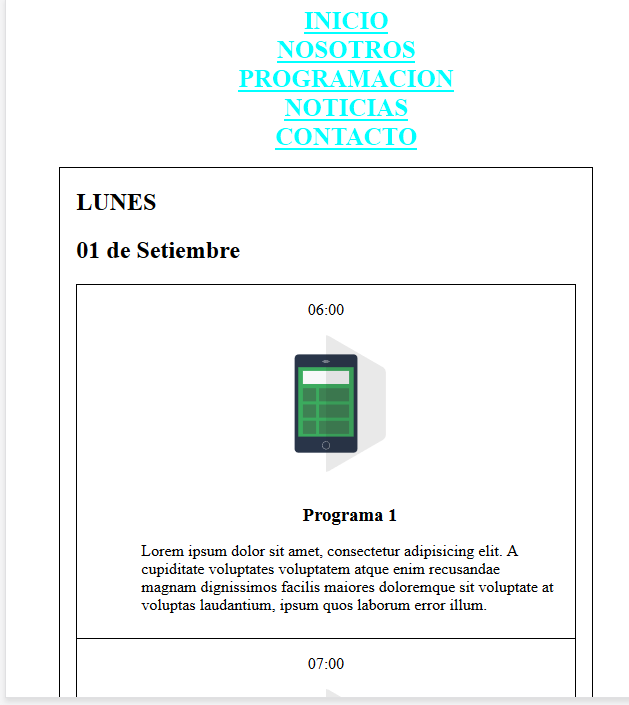 INICIO
NOSOTROS
PROGRAMACION
NOTICIAS
CONTACTO
LUNES
01 de Setiembre
06:00
Programa 1
Lorem ipsum dolor sit amet, consectetur adipisicing elit. A
cupiditate voluptates voluptatem atque enim recusandae
magnam dignissimos facilis maiores doloremque sit voluptate at
voluptas laudantium, ipsum quos laborum error illum.
07:00